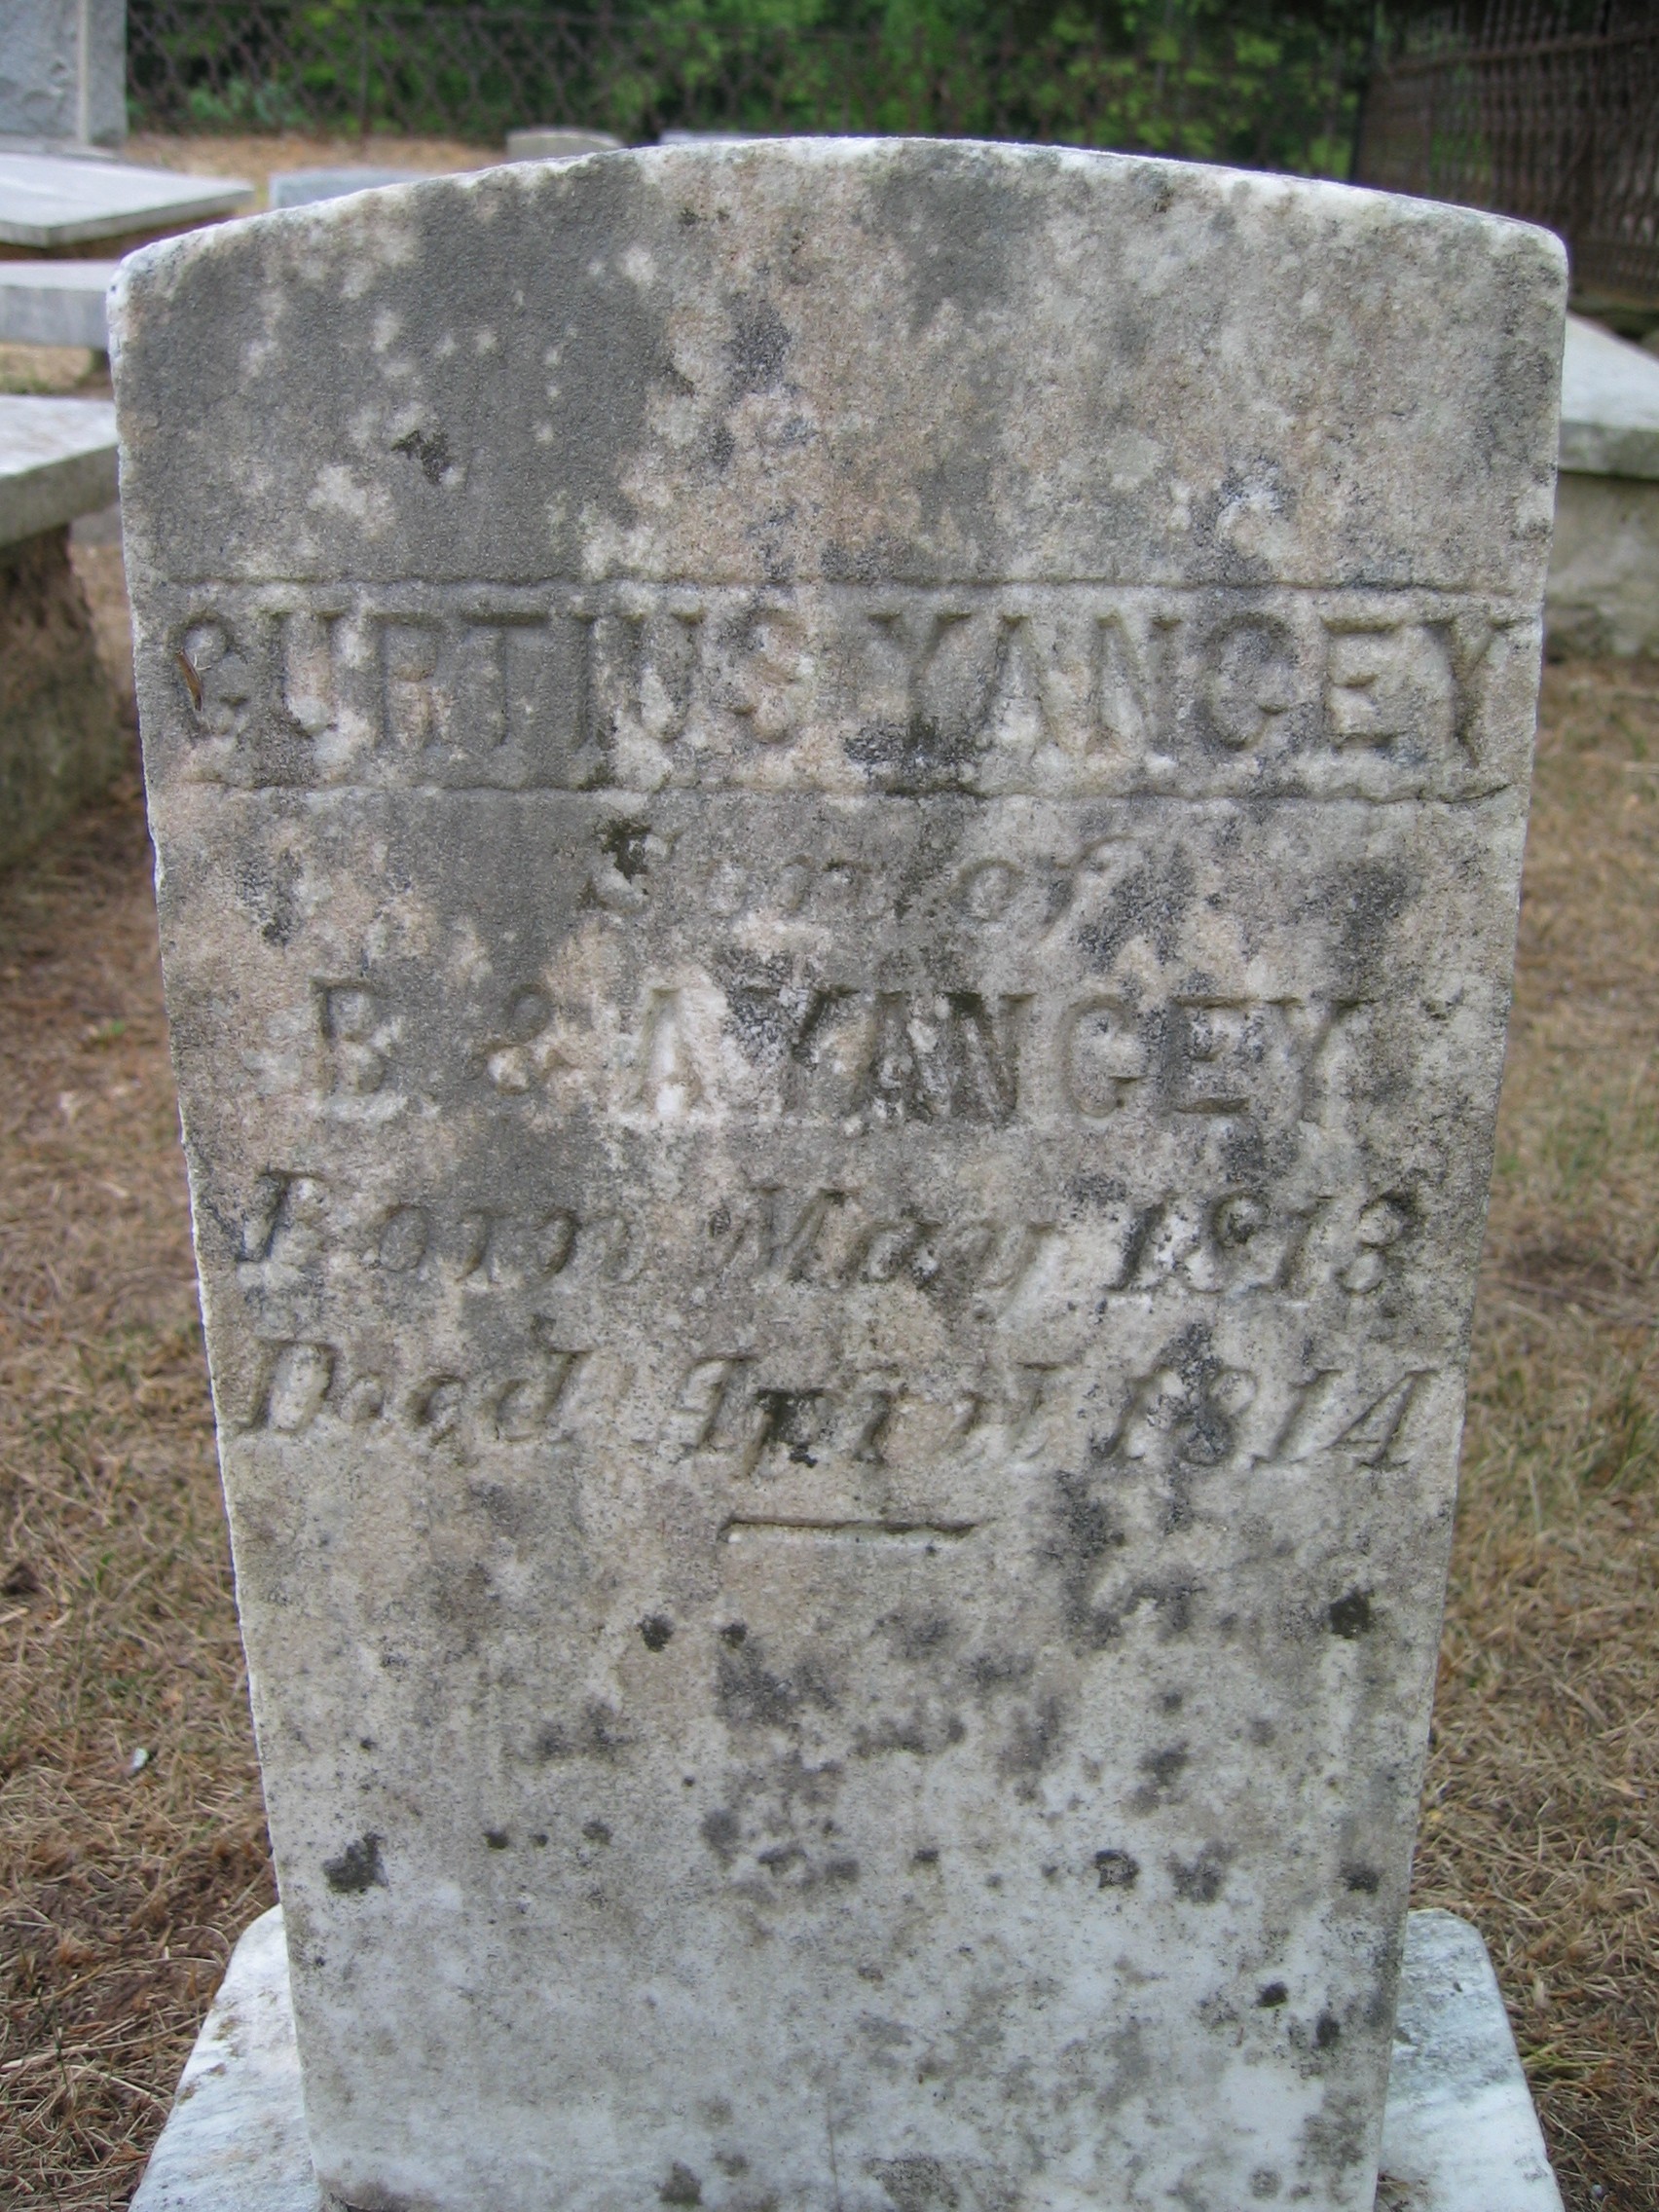 CURTIUS YANCEY
Son of
B & A YANCEY
Born May 1813
Died April 1814